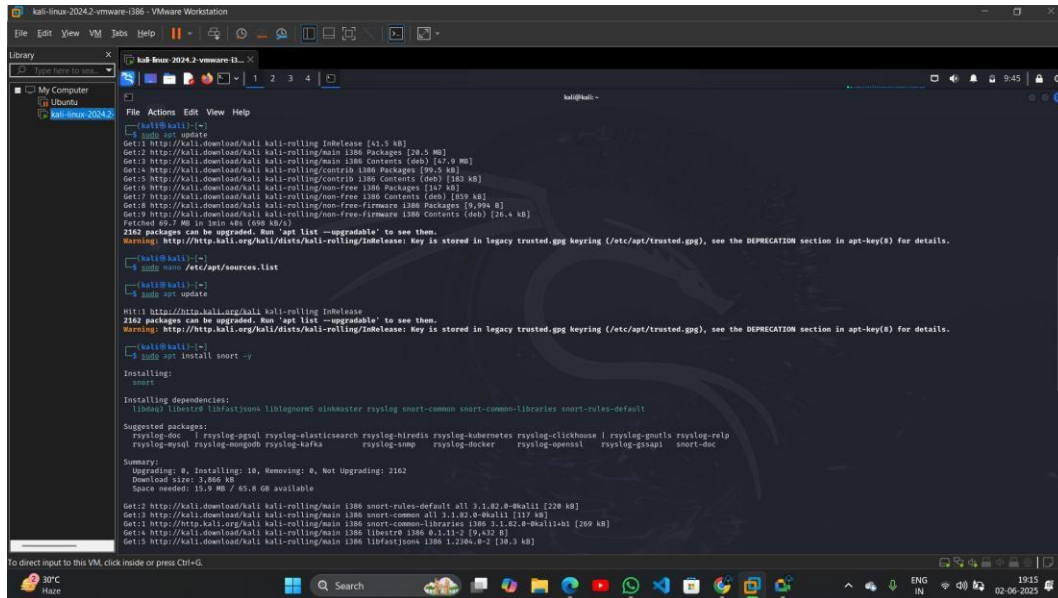 kali-linux-2024.2-vmware-i386 - VMware Workstation
File Edit View VM Tabs Help
Library
Type here to sea...
My Computer
Ubuntu
kali-linux-2024.2-
kali-linux-2024.2-vmware-i3...
1 2 3 4
9:45
kali@kali: ~
File Actions Edit View Help
(kali㉿kali)-[~]
$ sudo apt update
Get:1 http://kali.download/kali kali-rolling InRelease [41.5 kB]
Get:2 http://kali.download/kali kali-rolling/main i386 Packages [20.5 MB]
Get:3 http://kali.download/kali kali-rolling/main i386 Contents (deb) [47.9 MB]
Get:4 http://kali.download/kali kali-rolling/contrib i386 Packages [99.5 kB]
Get:5 http://kali.download/kali kali-rolling/contrib i386 Contents (deb) [183 kB]
Get:6 http://kali.download/kali kali-rolling/non-free i386 Packages [147 kB]
Get:7 http://kali.download/kali kali-rolling/non-free i386 Contents (deb) [859 kB]
Get:8 http://kali.download/kali kali-rolling/non-free-firmware i386 Packages [9,994 B]
Get:9 http://kali.download/kali kali-rolling/non-free-firmware i386 Contents (deb) [26.4 kB]
Fetched 69.7 MB in 1min 40s (698 kB/s)
2162 packages can be upgraded. Run 'apt list --upgradable' to see them.
Warning: http://http.kali.org/kali/dists/kali-rolling/InRelease: Key is stored in legacy trusted.gpg keyring (/etc/apt/trusted.gpg), see the DEPRECATION section in apt-key(8) for details.
(kali㉿kali)-[~]
$ sudo nano /etc/apt/sources.list
(kali㉿kali)-[~]
$ sudo apt update
Hit:1 http://http.kali.org/kali kali-rolling InRelease
2162 packages can be upgraded. Run 'apt list --upgradable' to see them.
Warning: http://http.kali.org/kali/dists/kali-rolling/InRelease: Key is stored in legacy trusted.gpg keyring (/etc/apt/trusted.gpg), see the DEPRECATION section in apt-key(8) for details.
(kali㉿kali)-[~]
$ sudo apt install snort -y
Installing:
snort
Installing dependencies:
libdaq3 libestr0 libfastjson4 liblognorm5 oinkmaster rsyslog snort-common snort-common-libraries snort-rules-default
Suggested packages:
rsyslog-doc | rsyslog-pgsql rsyslog-elasticsearch rsyslog-hiredis rsyslog-kubernetes rsyslog-clickhouse | rsyslog-gnutls rsyslog-relp
rsyslog-mysql rsyslog-mongodb rsyslog-kafka rsyslog-snmp rsyslog-docker rsyslog-openssl rsyslog-gssapi snort-doc
Summary:
Upgrading: 0, Installing: 10, Removing: 0, Not Upgrading: 2162
Download size: 3,866 kB
Space needed: 15.9 MB / 65.8 GB available
Get:2 http://kali.download/kali kali-rolling/main i386 snort-rules-default all 3.1.82.0-0kali1 [220 kB]
Get:3 http://kali.download/kali kali-rolling/main i386 snort-common all 3.1.82.0-0kali1 [117 kB]
Get:1 http://http.kali.org/kali kali-rolling/main i386 snort-common-libraries i386 3.1.82.0-0kali1+b1 [269 kB]
Get:4 http://kali.download/kali kali-rolling/main i386 libestr0 i386 0.1.11-2 [9,432 B]
Get:5 http://kali.download/kali kali-rolling/main i386 libfastjson4 i386 1.2304.0-2 [30.3 kB]
To direct input to this VM, click inside or press Ctrl+G.
2
30°C
Haze
Search
ENG
IN
19:15
02-06-2025